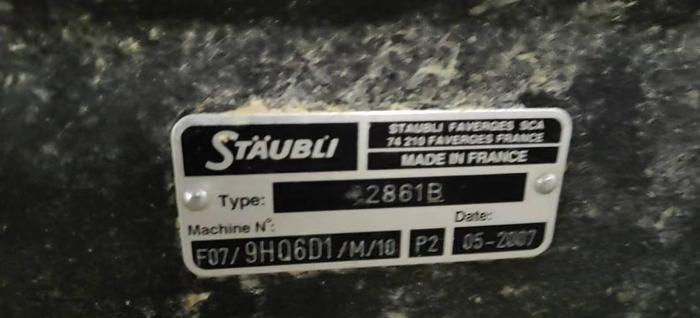 STÄUBLI
STAUBLI FAVERGES SCA
74 210 FAVERGES FRANCE
MADE IN FRANCE
Type: 2861B
Machine N°:
Date:
F07/9HQ6D1/M/10 P2 05-2007